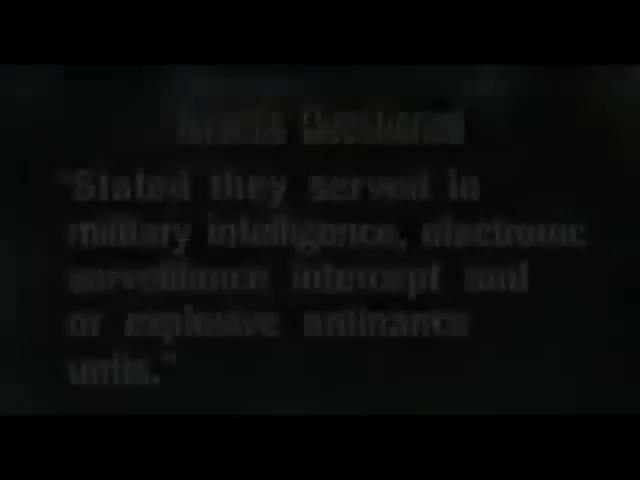 "Stated they served in
military intelligence, electronic
surveillance intercept and
or explosive ordinance
units."